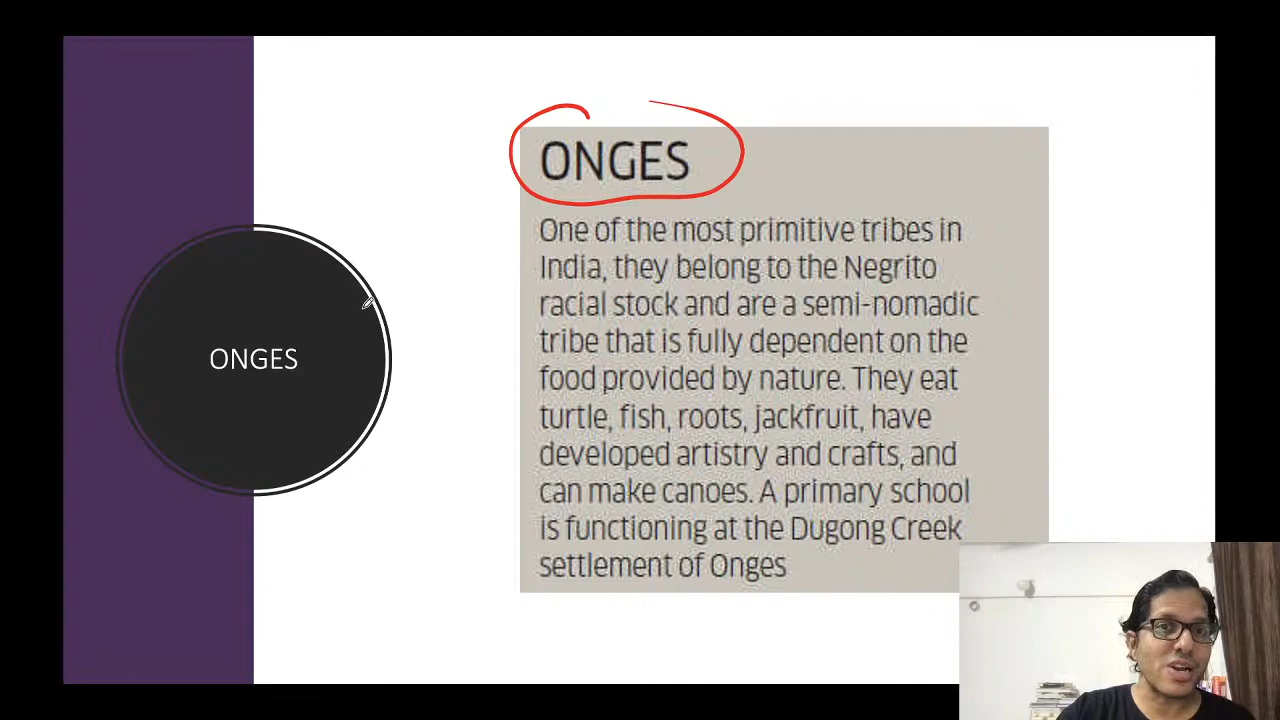 ONGES
ONGES
One of the most primitive tribes in
India, they belong to the Negrito
racial stock and are a semi-nomadic
tribe that is fully dependent on the
food provided by nature. They eat
turtle, fish, roots, jackfruit, have
developed artistry and crafts, and
can make canoes. A primary school
is functioning at the Dugong Creek
settlement of Onges